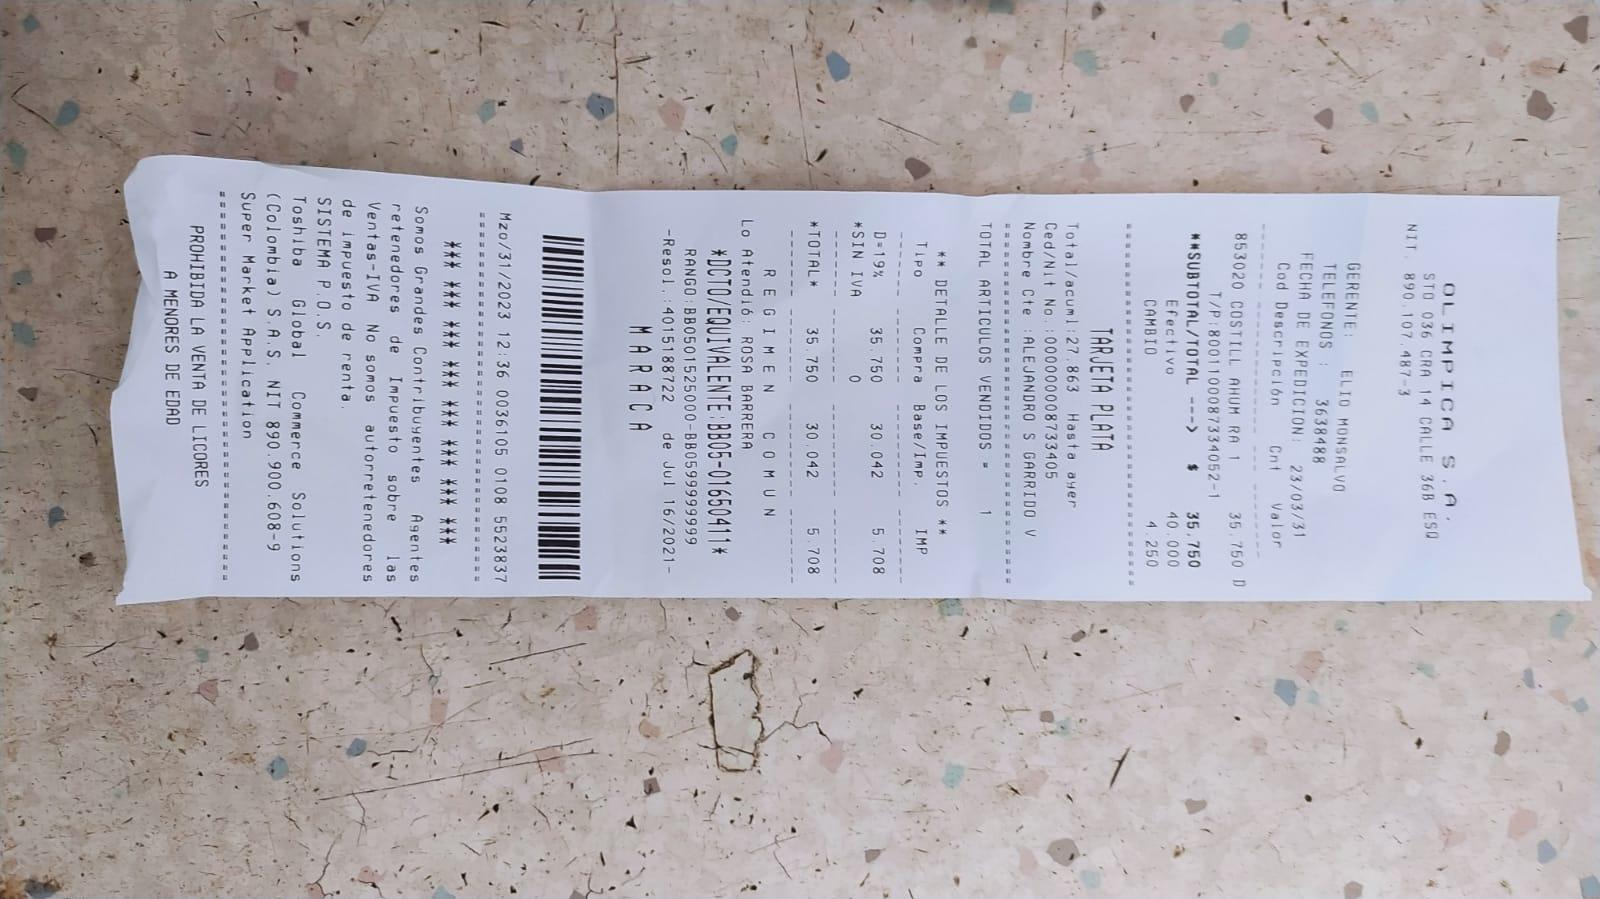 OLIMPICA S.A.
STO 036 CRA 14 CALLE 36B ESQ
NIT. 890.107.487-3
GERENTE: ELIO MONSALVO
TELEFONOS : 3638488
FECHA DE EXPEDICION: 23/03/31
Cod Descripción Cnt Valor
------------------------------
853020 COSTILL AHUM RA 1 35.750 D
T/P:8001100087334052-1
**SUBTOTAL/TOTAL ---> $ 35.750
Efectivo 40.000
CAMBIO 4.250
==============================
TARJETA PLATA
Total/acuml:27.863 Hasta ayer
Ced/Nit No.:0000000008733405
Nombre Cte :ALEJANDRO S GARRIDO V
==============================
TOTAL ARTICULOS VENDIDOS = 1
** DETALLE DE LOS IMPUESTOS **
Tipo Compra Base/Imp. IMP
D=19% 35.750 30.042 5.708
*SIN IVA 0
*TOTAL* 35.750 30.042 5.708
R E G I M E N C O M U N
Lo Atendió: ROSA BARRERA
*DCTO/EQUIVALENTE:BB05-01650411*
RANGO:BB0501525000-BB0599999999
-Resol.:4015188722 de Jul 16/2021-
M A R A C A
Mzo/31/2023 12:36 0036105 0108 5523837
==============================
*** *** *** *** *** *** *** ***
Somos Grandes Contribuyentes Agentes
retenedores de Impuesto sobre las
Ventas-IVA No somos autorretenedores
de impuesto de renta.
SISTEMA P.O.S.
Toshiba Global Commerce Solutions
(Colombia) S.A.S. NIT 890.900.608-9
Super Market Application
==============================
PROHIBIDA LA VENTA DE LICORES
A MENORES DE EDAD